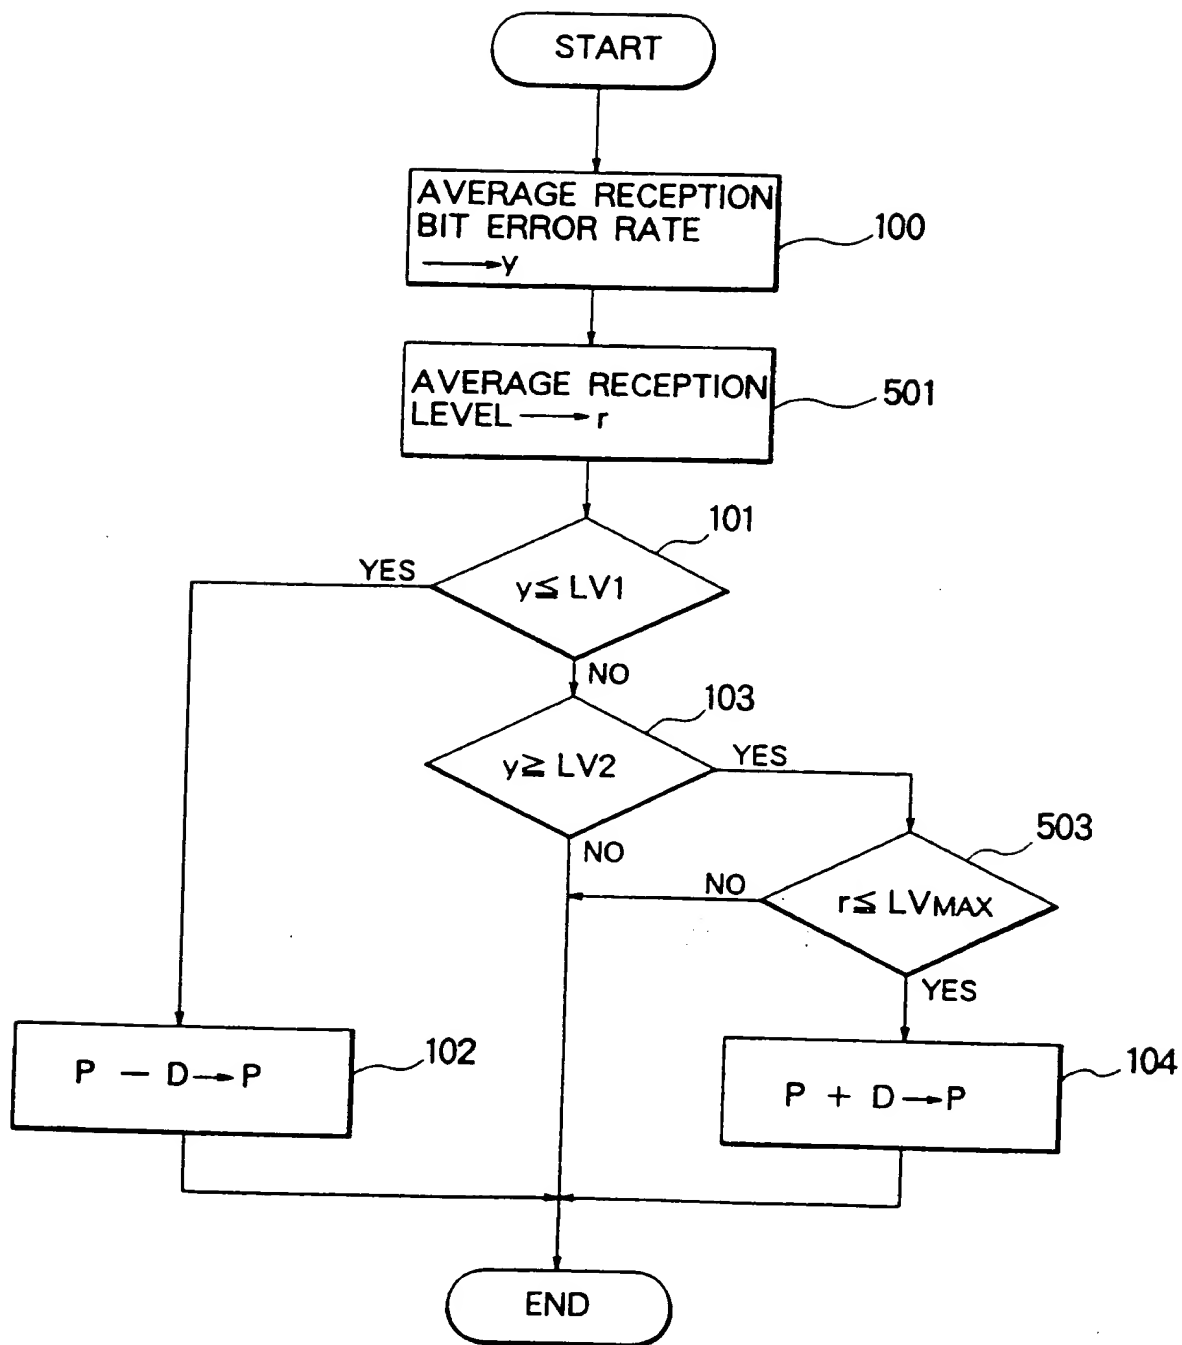 START
AVERAGE RECEPTION
BIT ERROR RATE
⟶y
100
AVERAGE RECEPTION
LEVEL ⟶ r
501
101
YES
y≦ LV1
NO
103
y≧ LV2
YES
NO
503
NO
r≦ LVMAX
YES
P − D→P
102
P + D→P
104
END